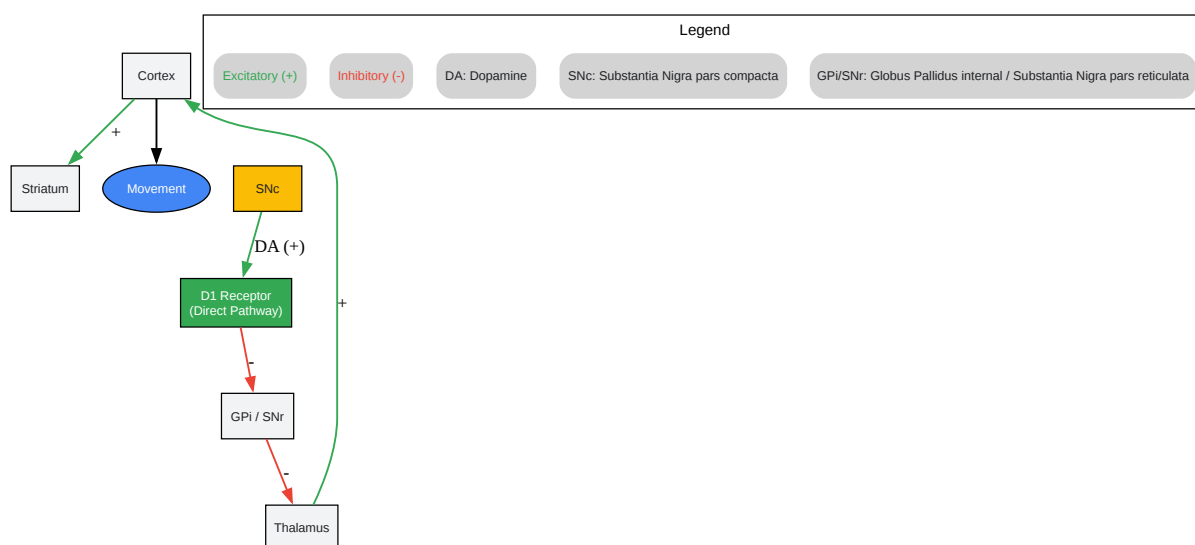 Legend
Cortex
Excitatory (+)
Inhibitory (-)
DA: Dopamine
SNc: Substantia Nigra pars compacta
GPi/SNr: Globus Pallidus internal / Substantia Nigra pars reticulata
+
Striatum
Movement
SNc
DA (+)
D1 Receptor
(Direct Pathway)
+
-
GPi / SNr
-
Thalamus